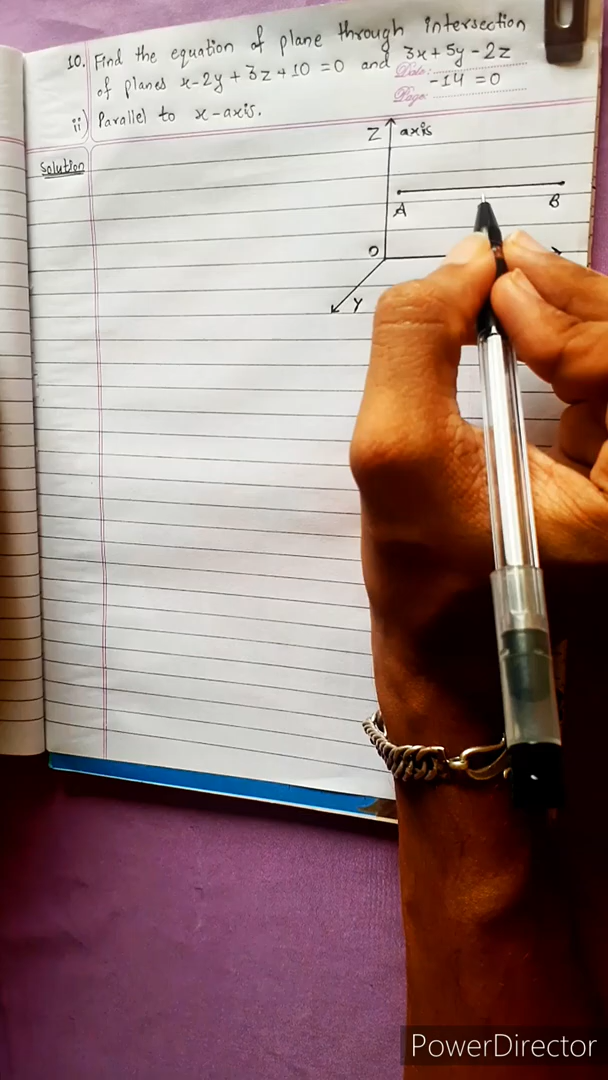 10. Find the equation of plane through intersection
of planes x-2y+3z+10 =0 and 3x+5y-2z
Date:
-14 =0
Page:
ii) Parallel to x-axis.
Z axis
Solution
A B
O
Y
PowerDirector